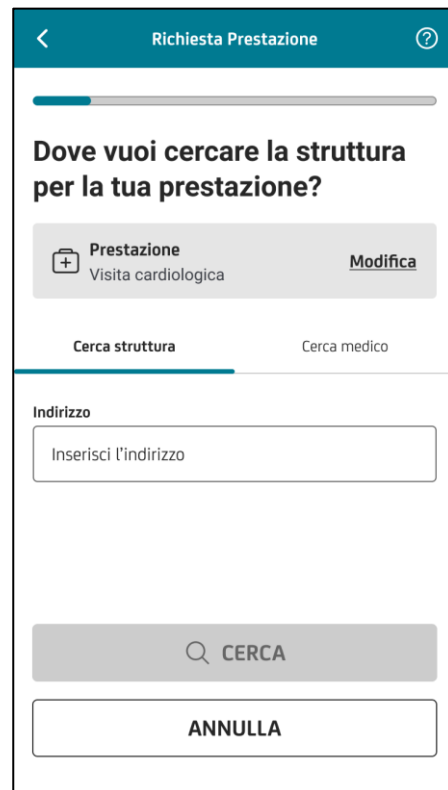 Richiesta Prestazione
Dove vuoi cercare la struttura
per la tua prestazione?
Prestazione
Visita cardiologica
Modifica
Cerca struttura
Cerca medico
Indirizzo
Inserisci l'indirizzo
CERCA
ANNULLA